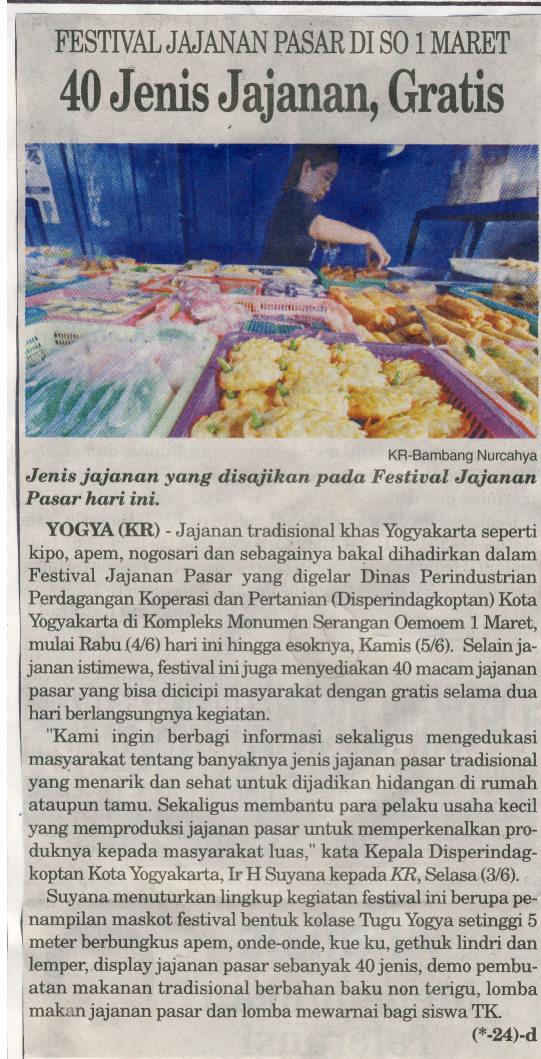 FESTIVAL JAJANAN PASAR DI SO 1 MARET
40 Jenis Jajanan, Gratis
KR-Bambang Nurcahya
Jenis jajanan yang disajikan pada Festival Jajanan
Pasar hari ini.
YOGYA (KR) - Jajanan tradisional khas Yogyakarta seperti
kipo, apem, nogosari dan sebagainya bakal dihadirkan dalam
Festival Jajanan Pasar yang digelar Dinas Perindustrian
Perdagangan Koperasi dan Pertanian (Disperindagkoptan) Kota
Yogyakarta di Kompleks Monumen Serangan Oemoem 1 Maret,
mulai Rabu (4/6) hari ini hingga esoknya, Kamis (5/6). Selain ja-
janan istimewa, festival ini juga menyediakan 40 macam jajanan
pasar yang bisa dicicipi masyarakat dengan gratis selama dua
hari berlangsungnya kegiatan.
"Kami ingin berbagi informasi sekaligus mengedukasi
masyarakat tentang banyaknya jenis jajanan pasar tradisional
yang menarik dan sehat untuk dijadikan hidangan di rumah
ataupun tamu. Sekaligus membantu para pelaku usaha kecil
yang memproduksi jajanan pasar untuk memperkenalkan pro-
duknya kepada masyarakat luas," kata Kepala Disperindag-
koptan Kota Yogyakarta, Ir H Suyana kepada KR, Selasa (3/6).
Suyana menuturkan lingkup kegiatan festival ini berupa pe-
nampilan maskot festival bentuk kolase Tugu Yogya setinggi 5
meter berbungkus apem, onde-onde, kue ku, gethuk lindri dan
lemper, display jajanan pasar sebanyak 40 jenis, demo pembu-
atan makanan tradisional berbahan baku non terigu, lomba
makan jajanan pasar dan lomba mewarnai bagi siswa TK.
(*-24)-d